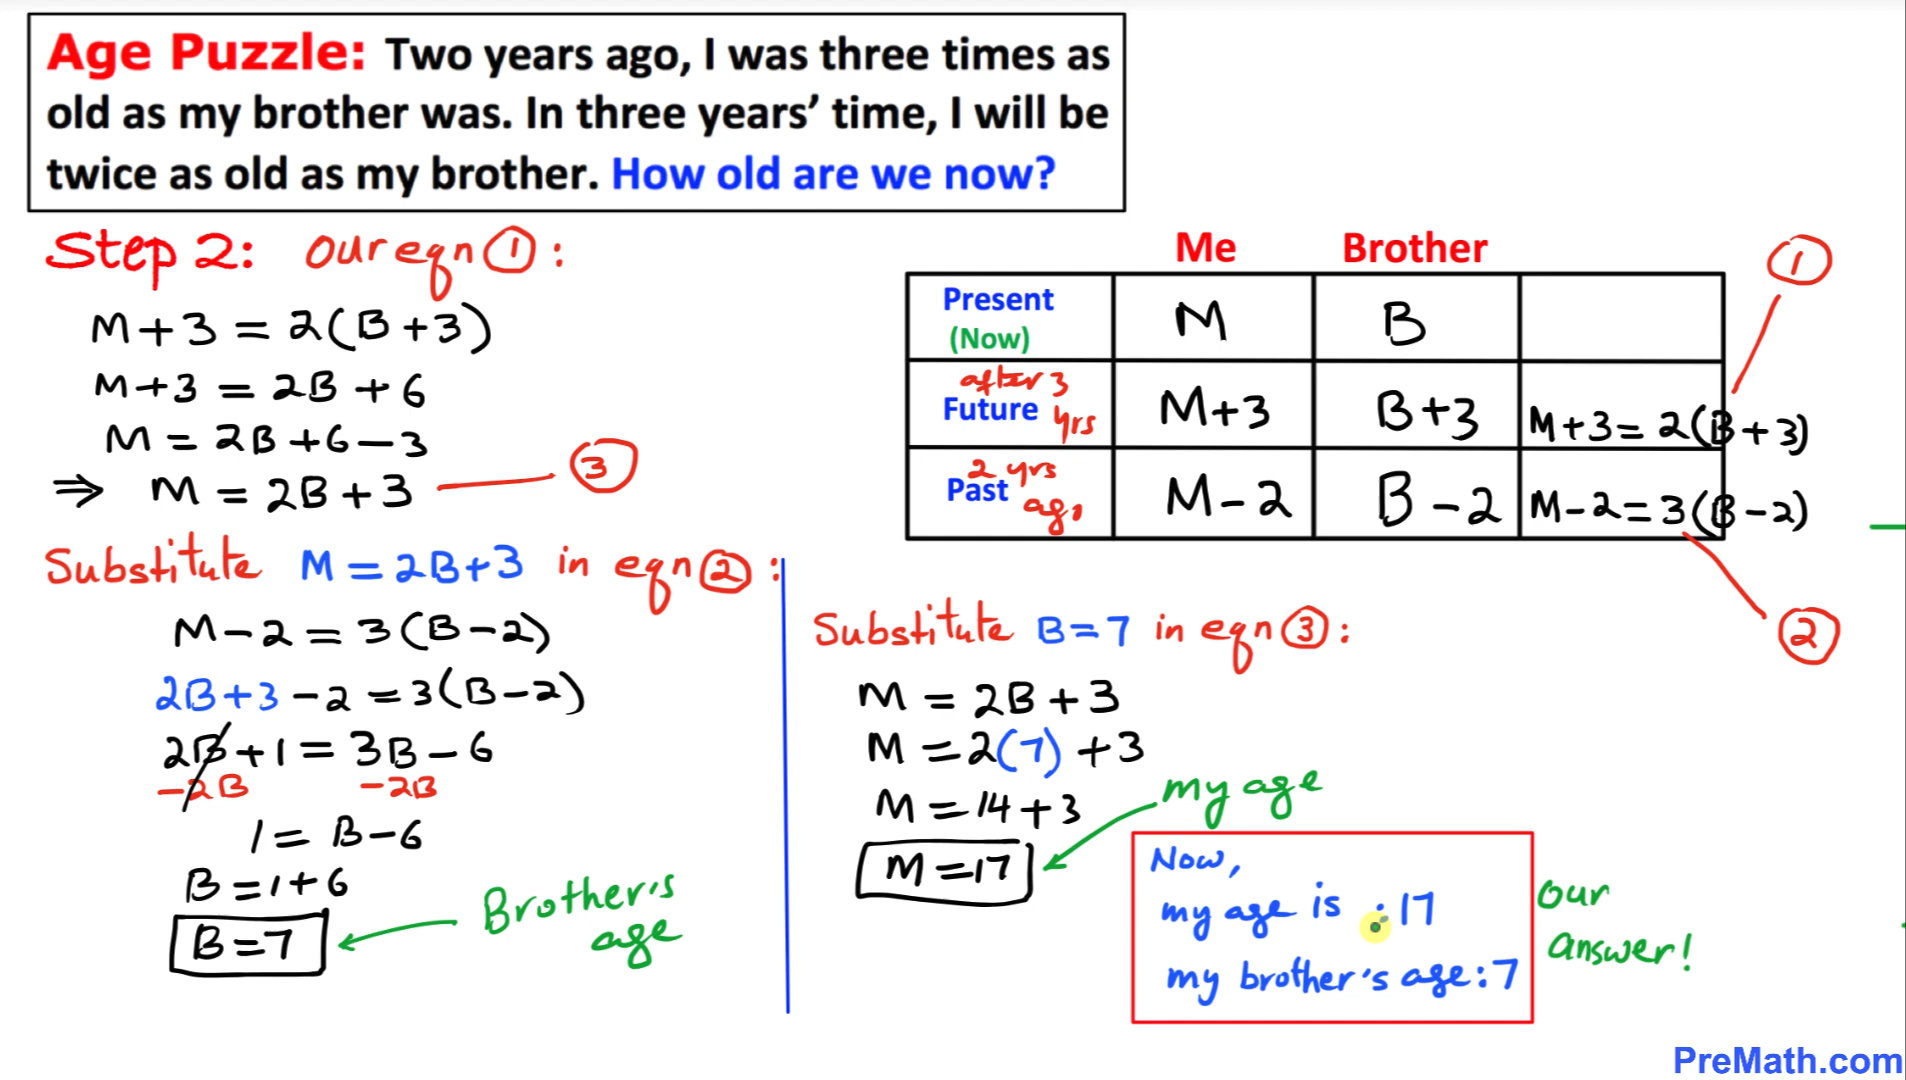 Age Puzzle: Two years ago, I was three times as
old as my brother was. In three years’ time, I will be
twice as old as my brother. How old are we now?
Step 2: Our eqn ①:
M+3 = 2(B+3)
M+3 = 2B+6
M = 2B+6-3
⇒ M = 2B+3 ③
Substitute M = 2B+3 in eqn ②:
M-2 = 3(B-2)
2B+3-2 = 3(B-2)
2B+1 = 3B-6
-2B -2B
1 = B-6
B = 1+6
B = 7
Brother's
age
Me Brother
①
Present
(Now) M B
after 3
Future yrs M+3 B+3 M+3 = 2(B+3)
2 yrs
Past ago M-2 B-2 M-2 = 3(B-2)
②
Substitute B=7 in eqn ③:
M = 2B+3
M = 2(7)+3
M = 14+3
M = 17
my age
Now,
my age is : 17
my brother's age: 7
Our
answer!
PreMath.com